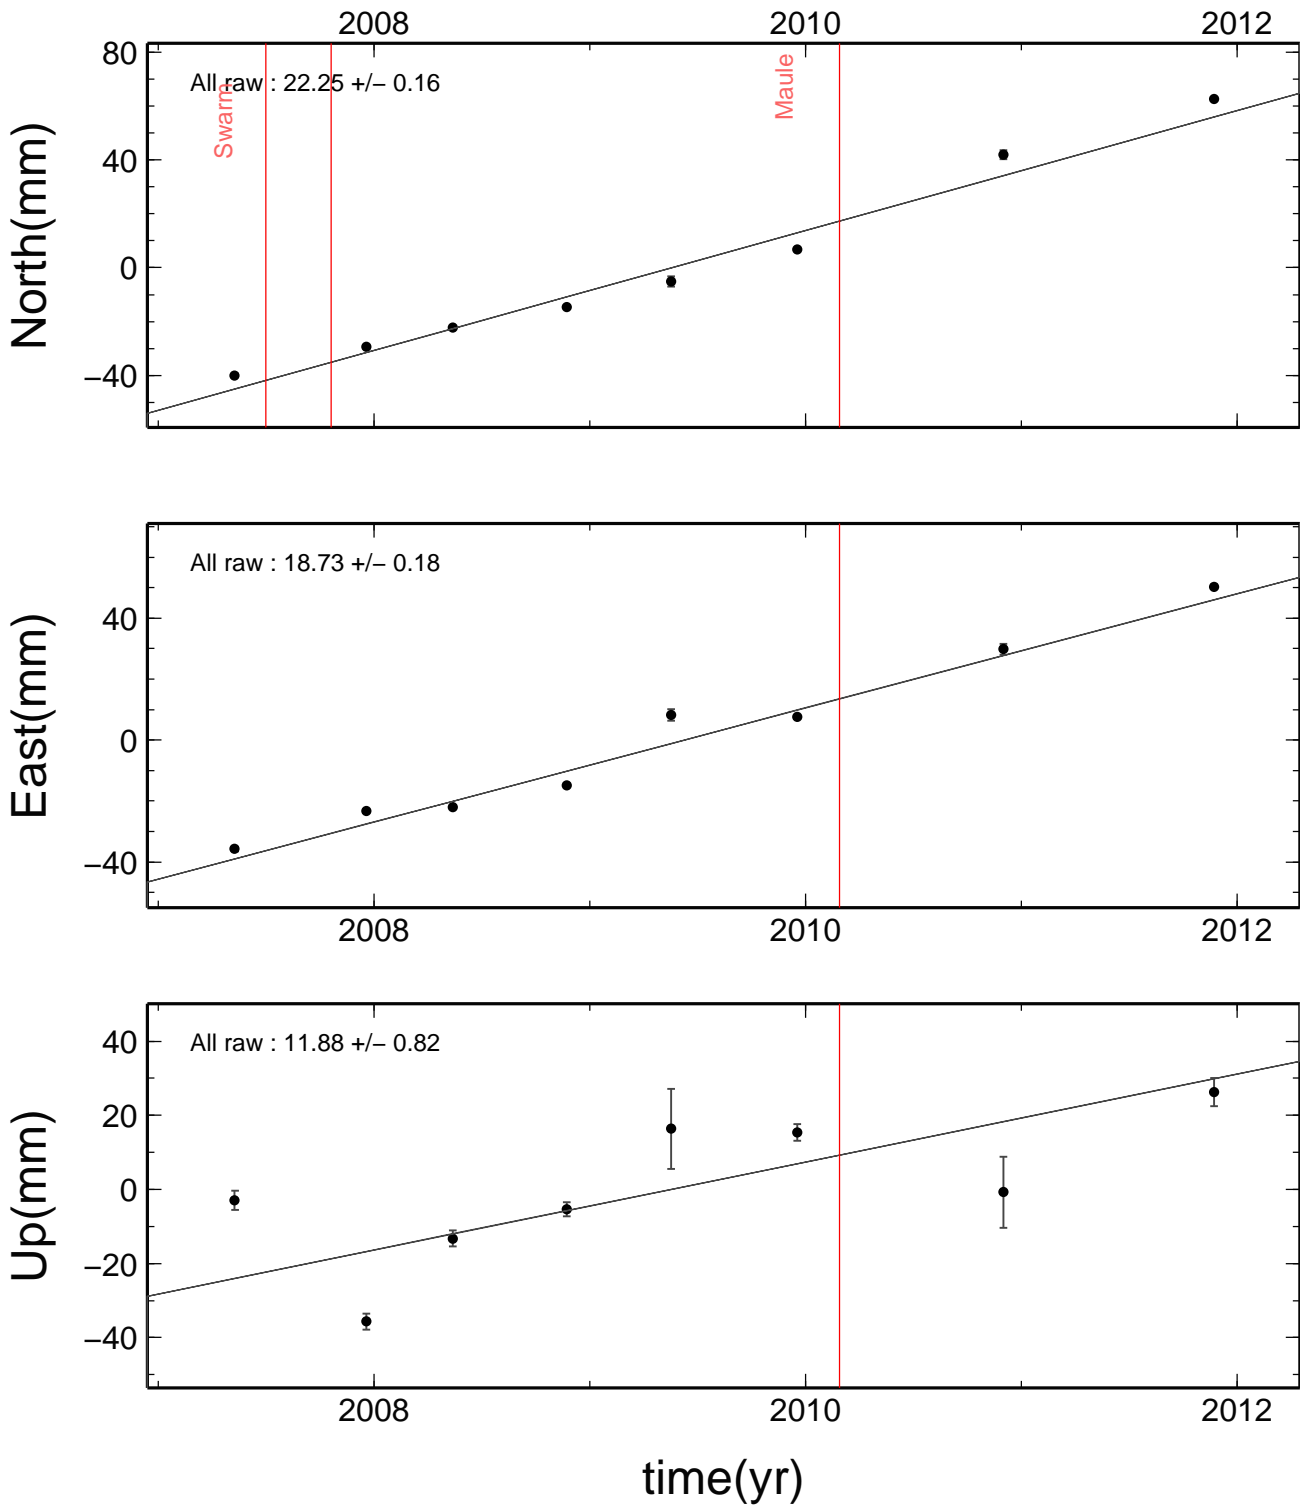 2008 2010 2012
80
40
0
−40
North(mm)
All raw : 22.25 +/− 0.16
Swarm
Maule
40
0
−40
East(mm)
All raw : 18.73 +/− 0.18
2008 2010 2012
40
20
0
−20
−40
Up(mm)
All raw : 11.88 +/− 0.82
2008 2010 2012
time(yr)